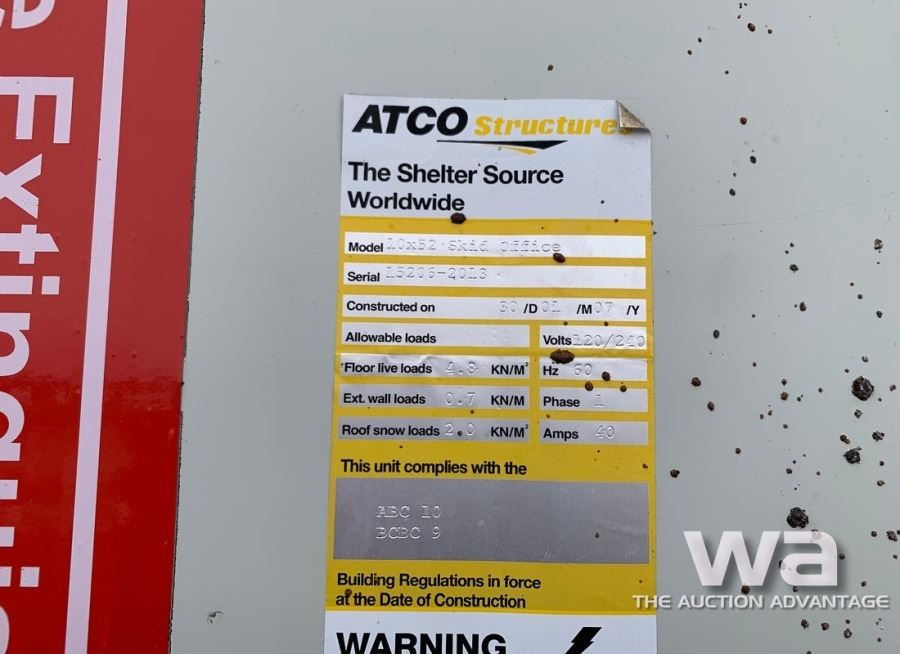 Extinguis
ATCO Structures
The Shelter Source
Worldwide
Model 10x52 Skid Office
Serial 15206-2013
Constructed on 30 /D 01 /M 07 /Y
Allowable loads
Volts 120/240
Floor live loads 4.8 KN/M²
Hz 60
Ext. wall loads 0.7 KN/M
Phase 1
Roof snow loads 2.0 KN/M²
Amps 40
This unit complies with the
ABC 10
BCBC 9
Building Regulations in force
at the Date of Construction
WARNING
wa
THE AUCTION ADVANTAGE